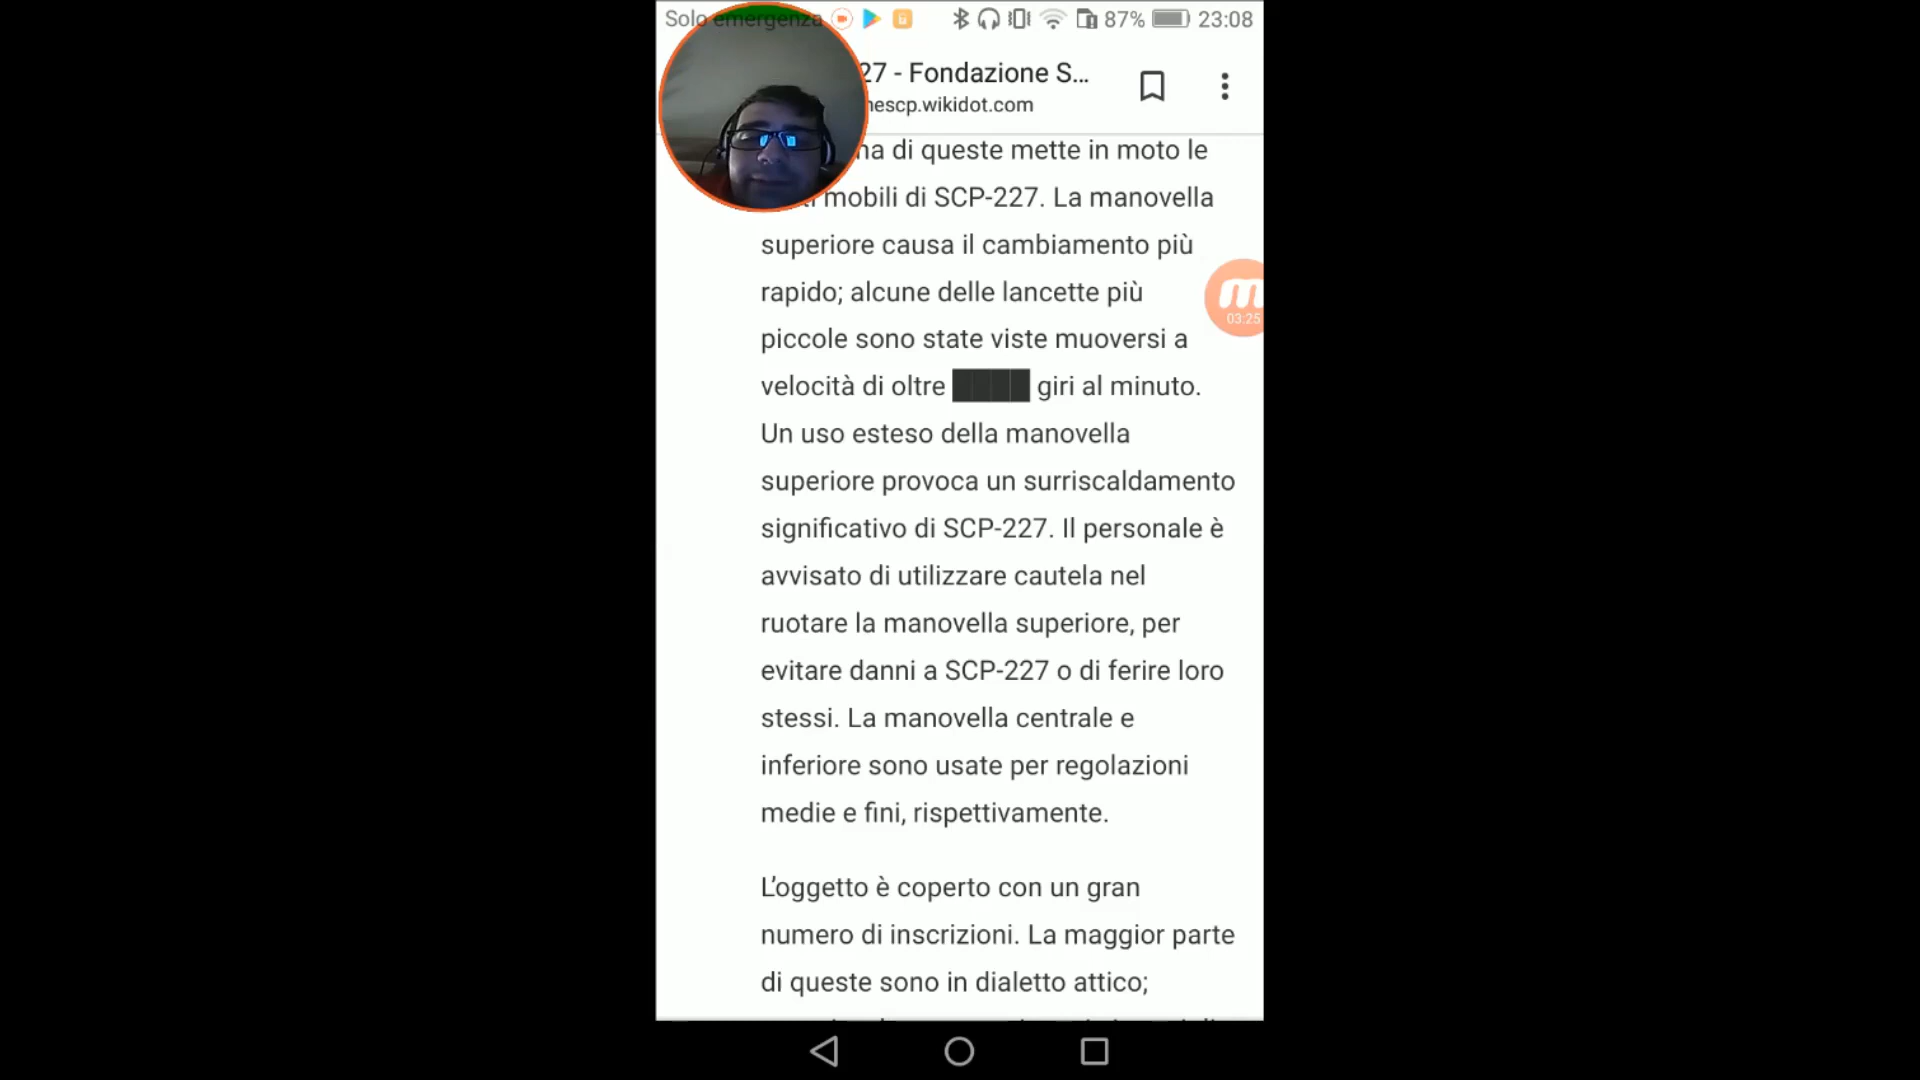 Solo emergenza 87% 23:08
27 - Fondazione S...
escp.wikidot.com
na di queste mette in moto le
mobili di SCP-227. La manovella
superiore causa il cambiamento più
rapido; alcune delle lancette più
piccole sono state viste muoversi a
03:25
velocità di oltre ████ giri al minuto.
Un uso esteso della manovella
superiore provoca un surriscaldamento
significativo di SCP-227. Il personale è
avvisato di utilizzare cautela nel
ruotare la manovella superiore, per
evitare danni a SCP-227 o di ferire loro
stessi. La manovella centrale e
inferiore sono usate per regolazioni
medie e fini, rispettivamente.
L'oggetto è coperto con un gran
numero di inscrizioni. La maggior parte
di queste sono in dialetto attico;